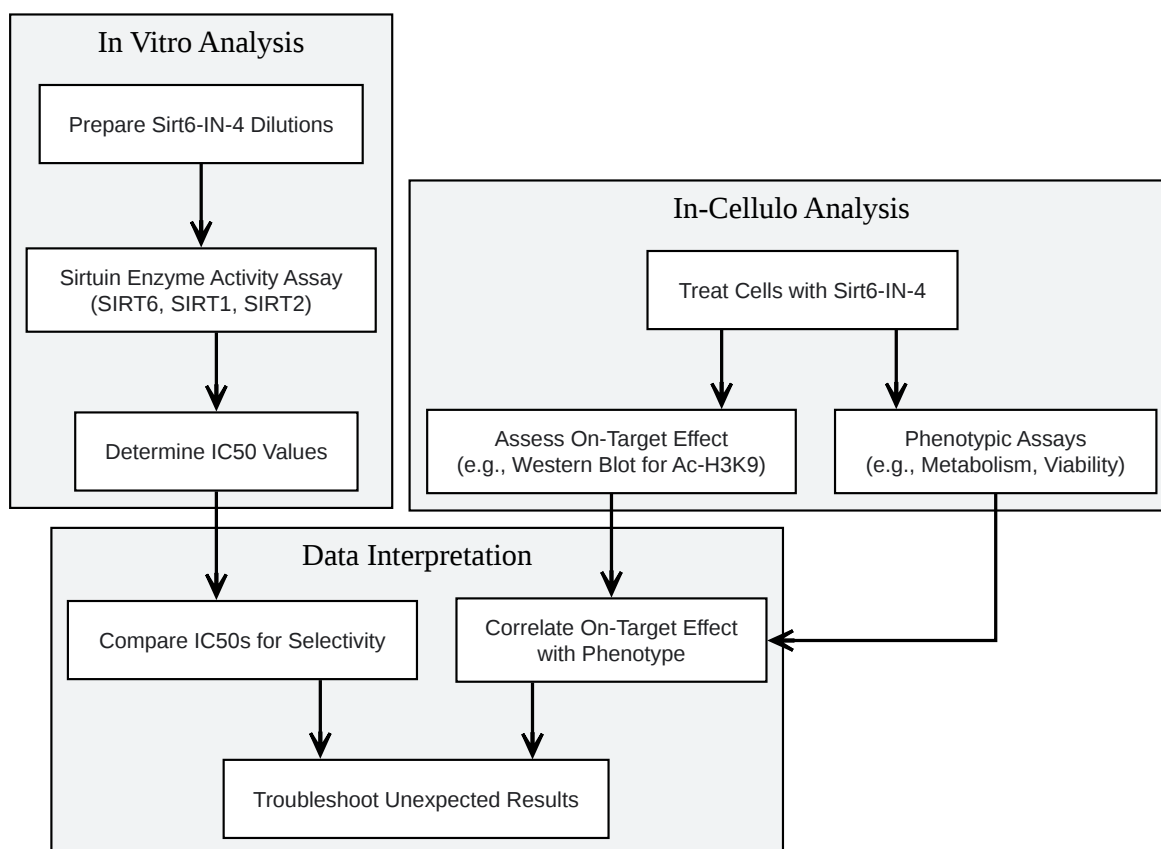 In Vitro Analysis
Prepare Sirt6-IN-4 Dilutions
Sirtuin Enzyme Activity Assay
(SIRT6, SIRT1, SIRT2)
Determine IC50 Values
In-Cellulo Analysis
Treat Cells with Sirt6-IN-4
Assess On-Target Effect
(e.g., Western Blot for Ac-H3K9)
Phenotypic Assays
(e.g., Metabolism, Viability)
Data Interpretation
Compare IC50s for Selectivity
Correlate On-Target Effect
with Phenotype
Troubleshoot Unexpected Results